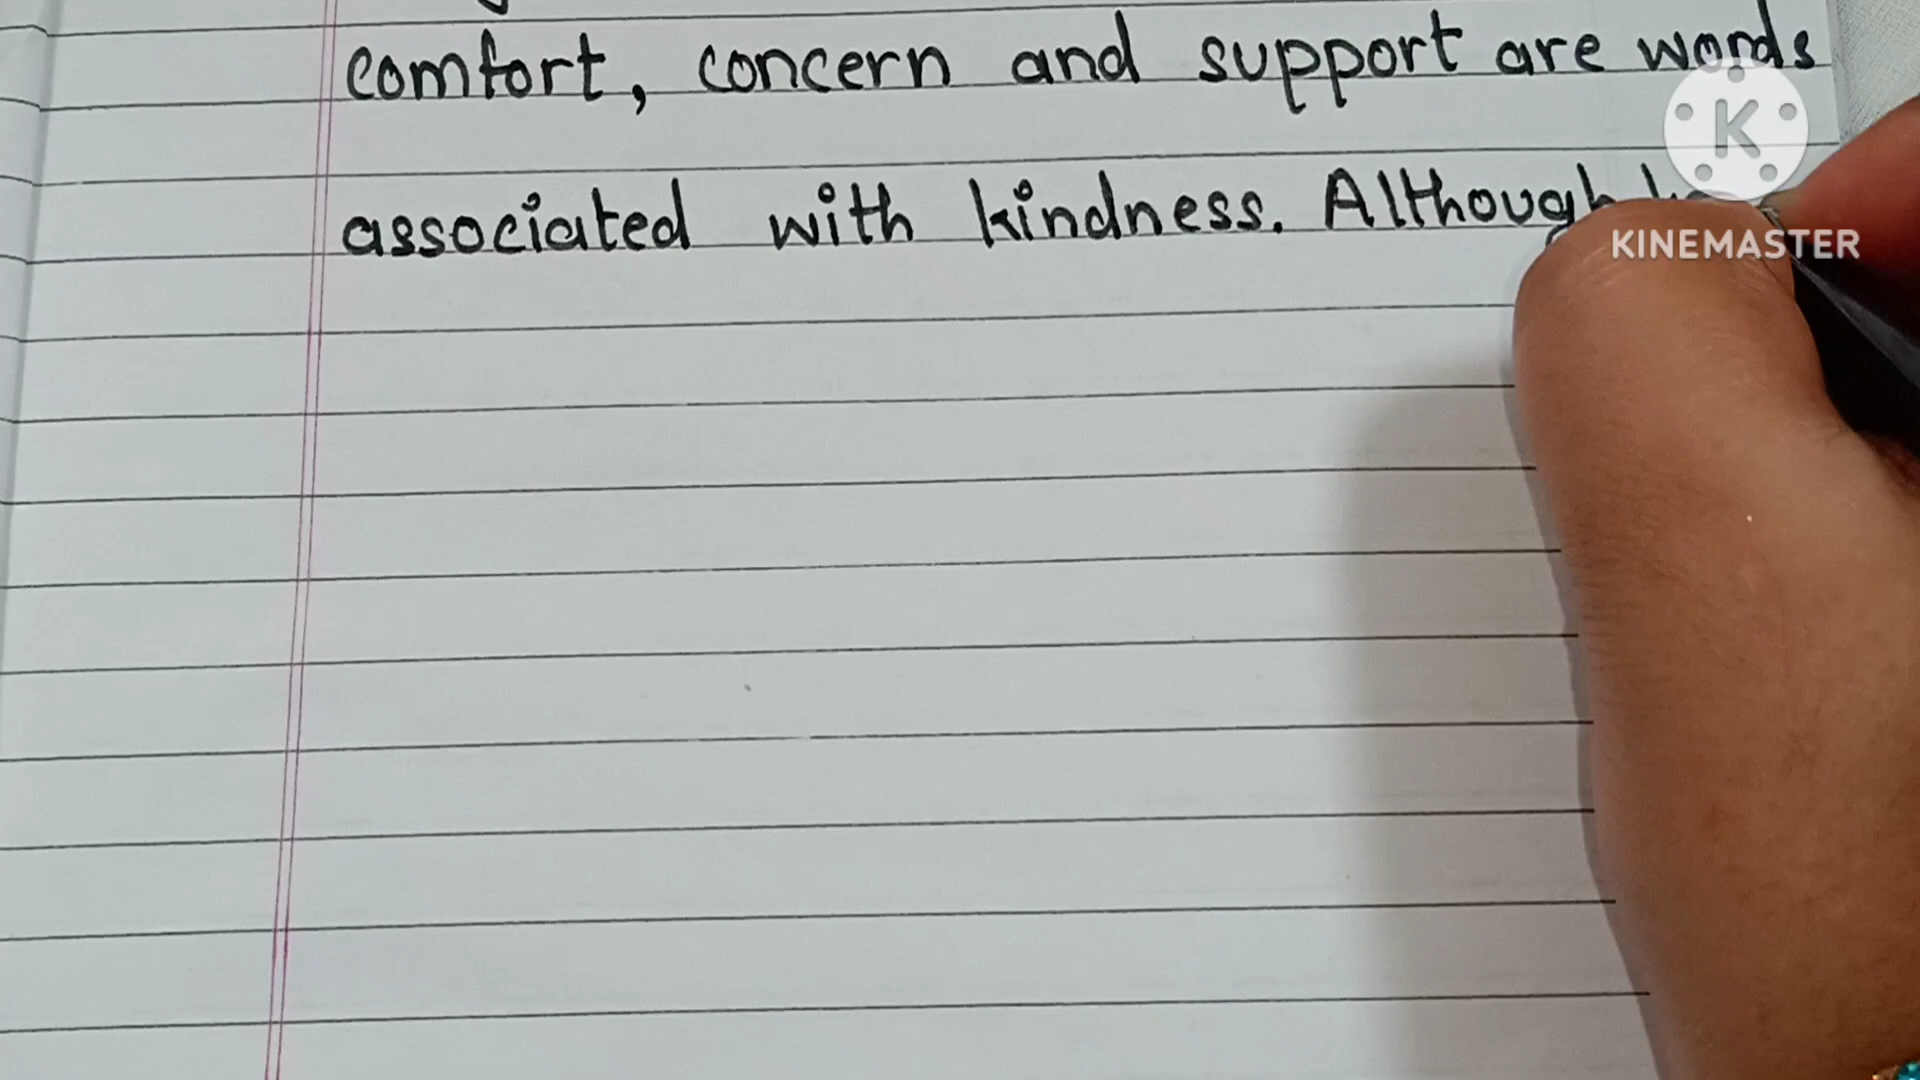 comfort, concern and support are words
associated with kindness. Although
K
KINEMASTER